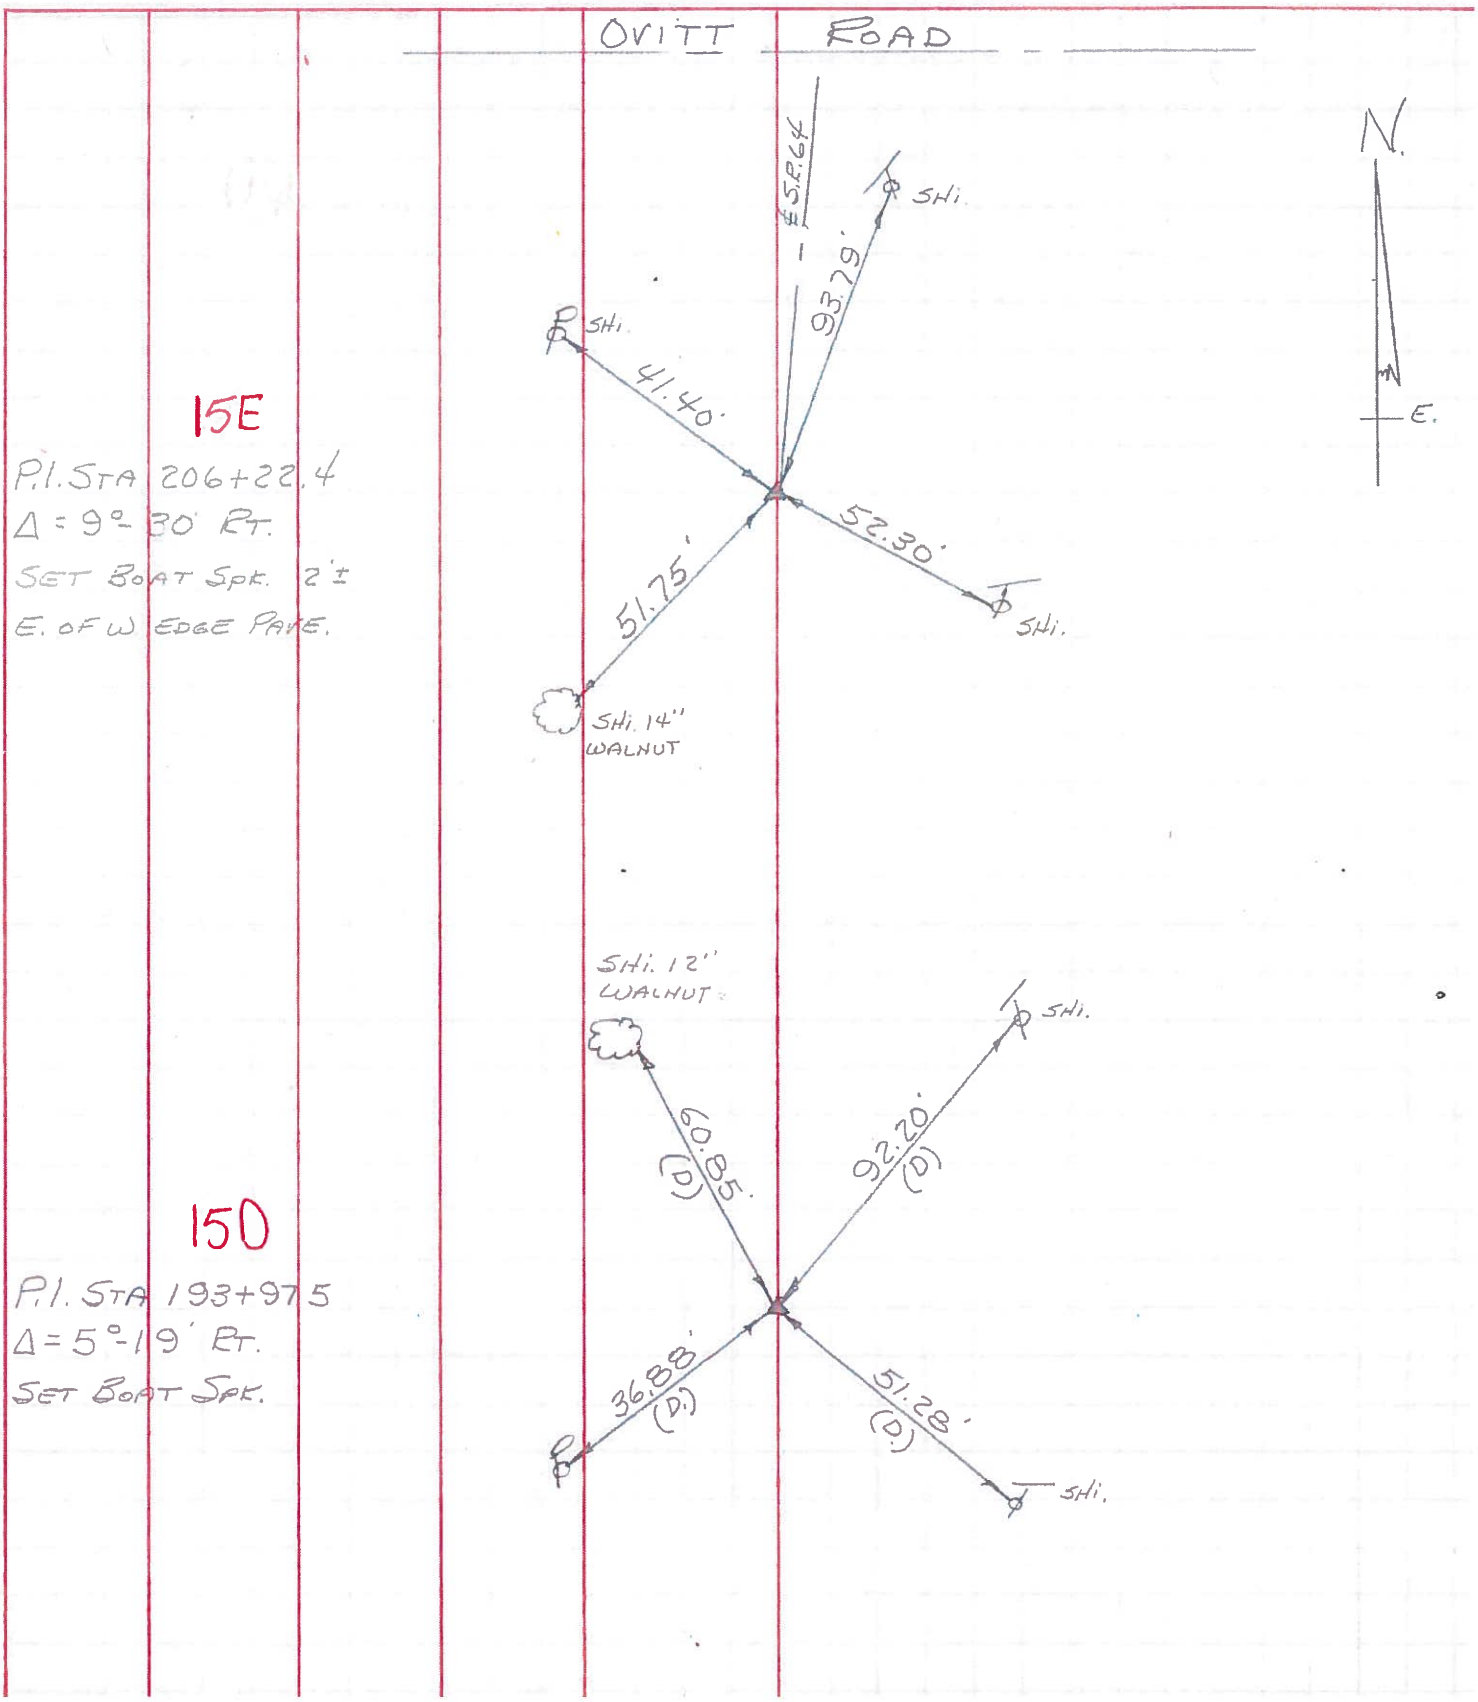 OVITT ROAD
N.
E.
℄ S.R. 64
93.79'
SHI.
SHI.
41.40'
15E
P.I. STA 206+22.4
Δ = 9°-30' RT.
SET BOAT SPK. 2'±
E. OF W EDGE PAVE.
52.30'
SHI.
51.75'
SHI. 14"
WALNUT
SHI. 12"
WALNUT
SHI.
60.85'
(D)
92.20'
(D)
15D
P.I. STA 193+97.5
Δ = 5°-19' RT.
SET BOAT SPK.
36.88'
(D.)
51.28'
(D.)
SHI.